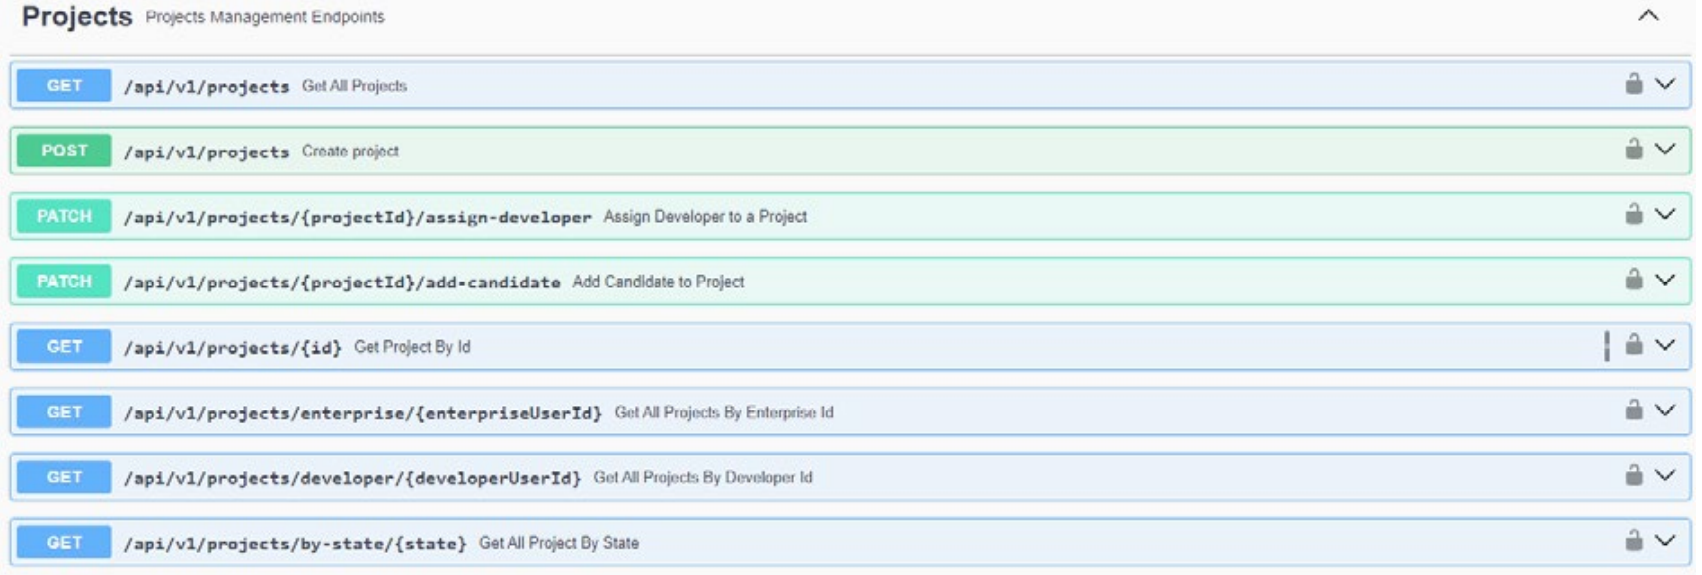 Projects Projects Management Endpoints
GET /api/v1/projects Get All Projects
POST /api/v1/projects Create project
PATCH /api/v1/projects/{projectId}/assign-developer Assign Developer to a Project
PATCH /api/v1/projects/{projectId}/add-candidate Add Candidate to Project
GET /api/v1/projects/{id} Get Project By Id
GET /api/v1/projects/enterprise/{enterpriseUserId} Get All Projects By Enterprise Id
GET /api/v1/projects/developer/{developerUserId} Get All Projects By Developer Id
GET /api/v1/projects/by-state/{state} Get All Project By State